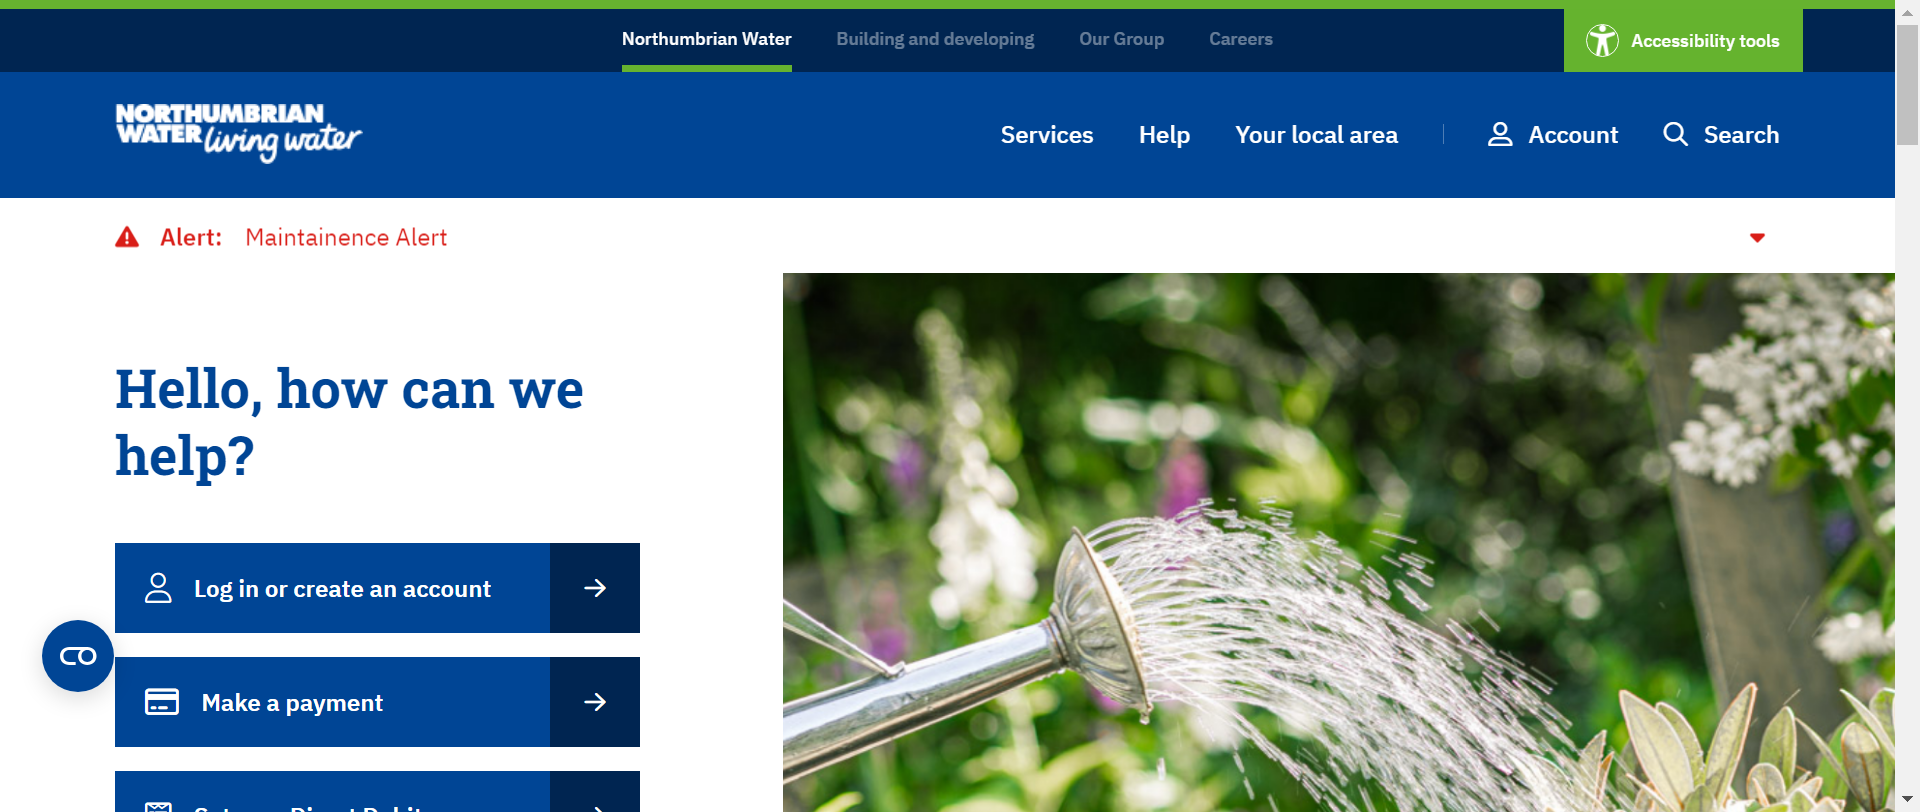 Northumbrian Water
Building and developing
Our Group
Careers
Accessibility tools
NORTHUMBRIAN
WATER living water
Services
Help
Your local area
Account
Search
Alert: Maintainence Alert
Hello, how can we
help?
Log in or create an account
Make a payment